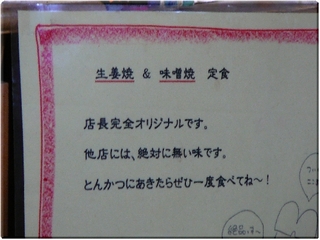 生姜焼 & 味噌焼 定食
店長完全オリジナルです。
他店には、絶対に無い味です。
とんかつにあきたらぜひ一度食べてね〜!